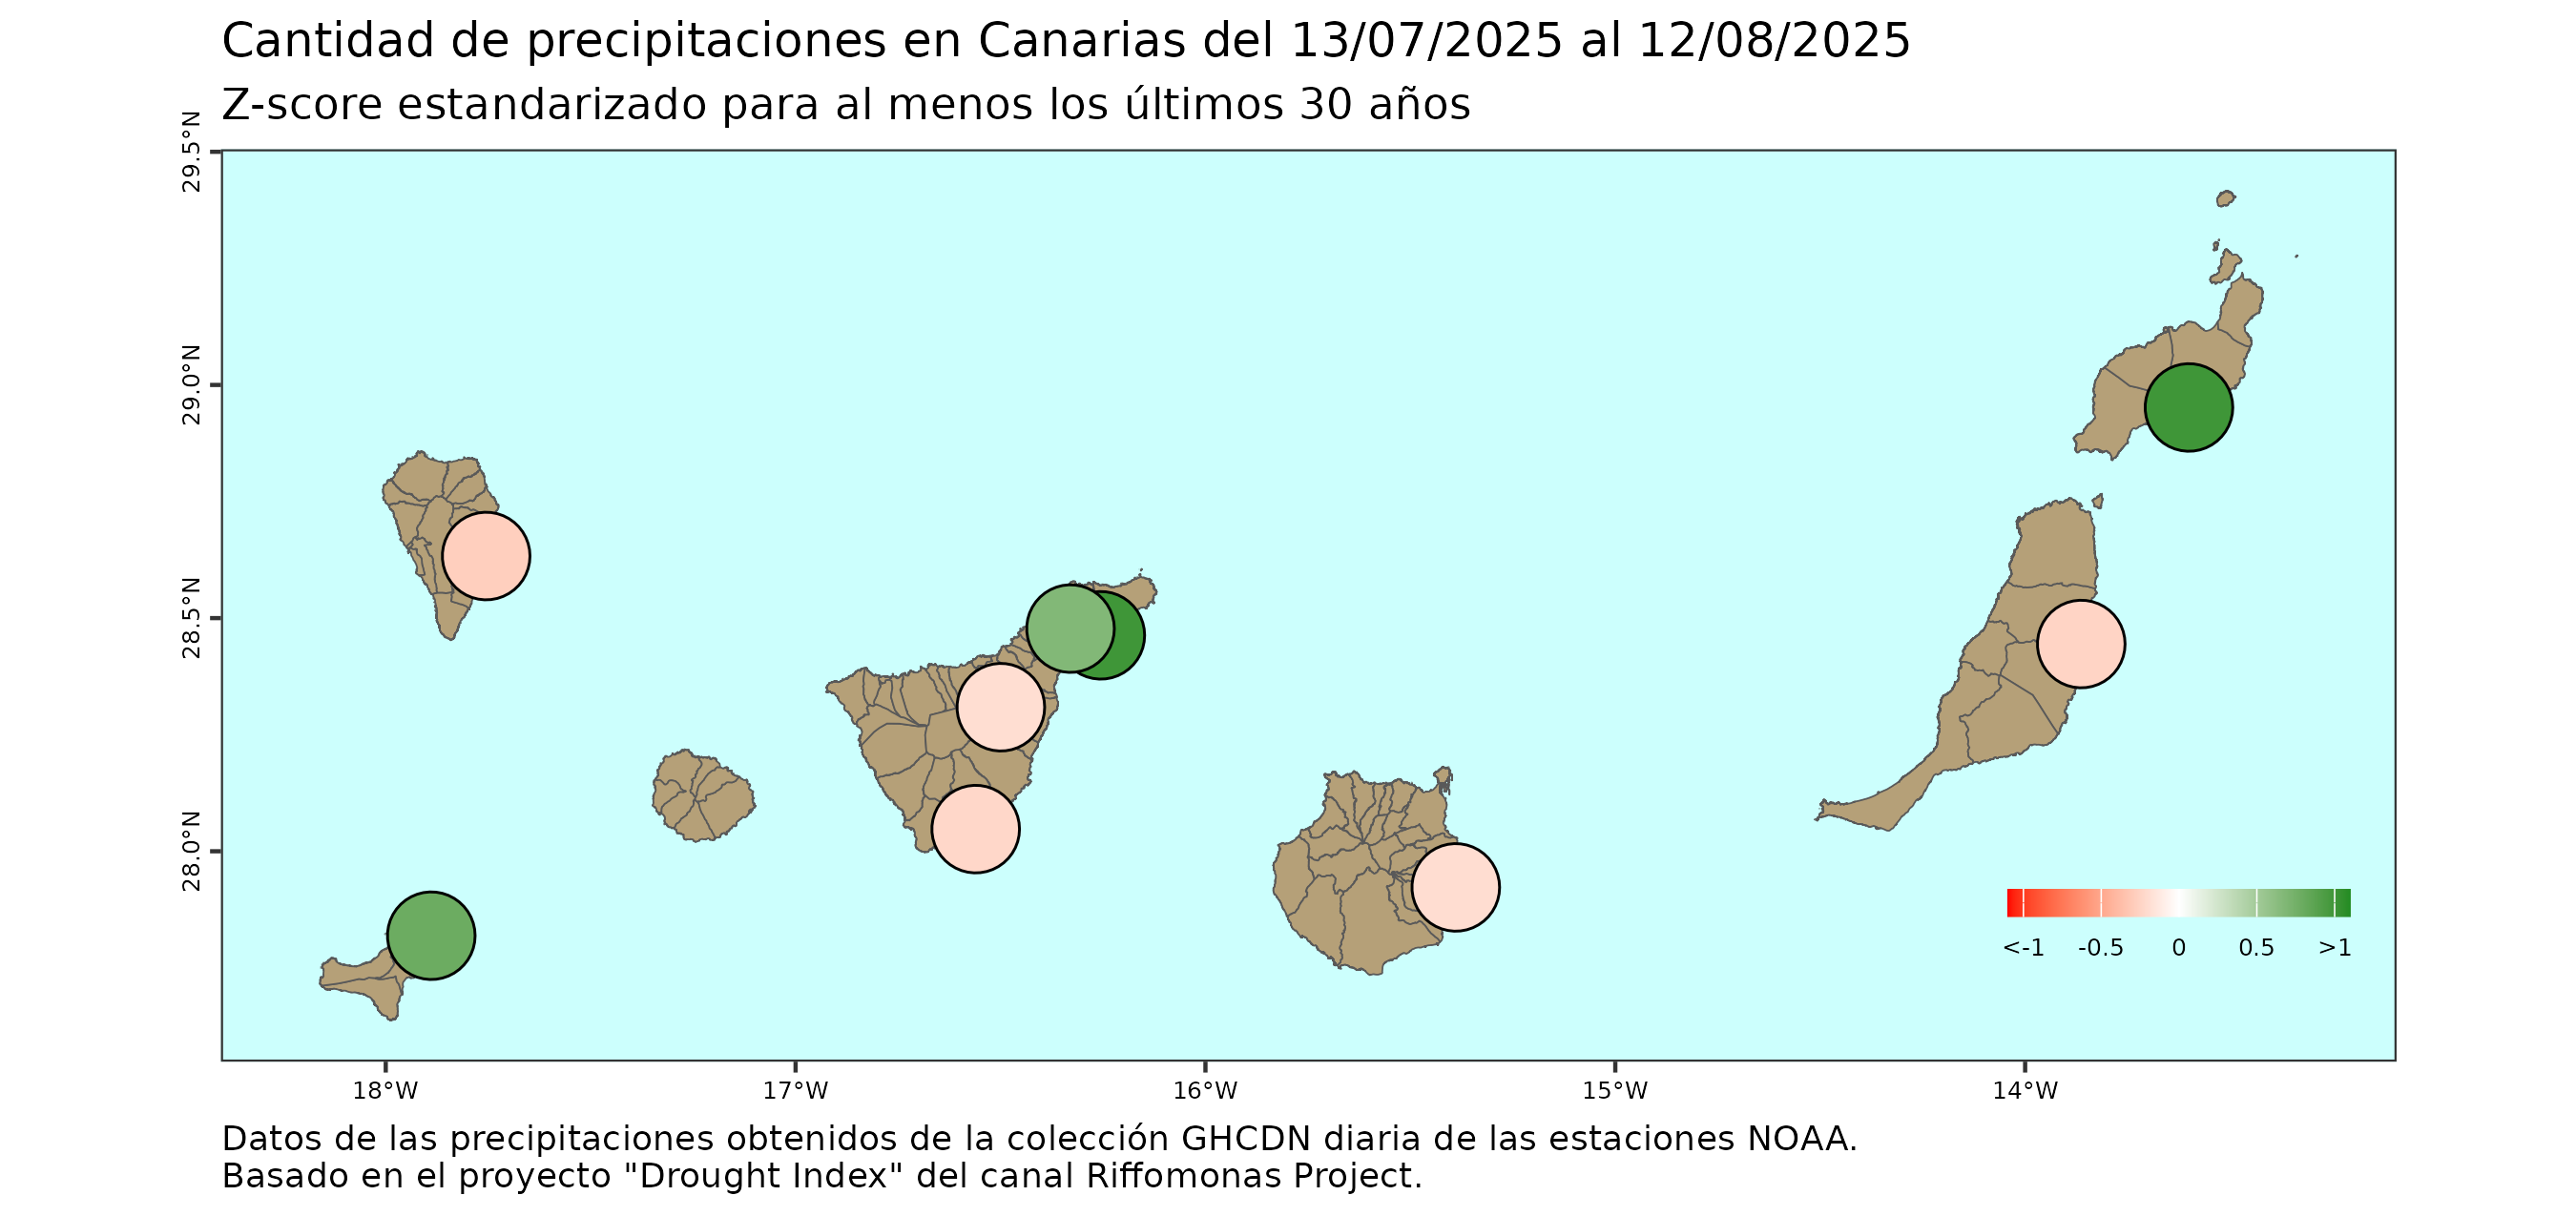 Cantidad de precipitaciones en Canarias del 13/07/2025 al 12/08/2025
Z-score estandarizado para al menos los últimos 30 años
29.5°N
29.0°N
28.5°N
28.0°N
<-1 -0.5 0 0.5 >1
18°W 17°W 16°W 15°W 14°W
Datos de las precipitaciones obtenidos de la colección GHCDN diaria de las estaciones NOAA.
Basado en el proyecto "Drought Index" del canal Riffomonas Project.